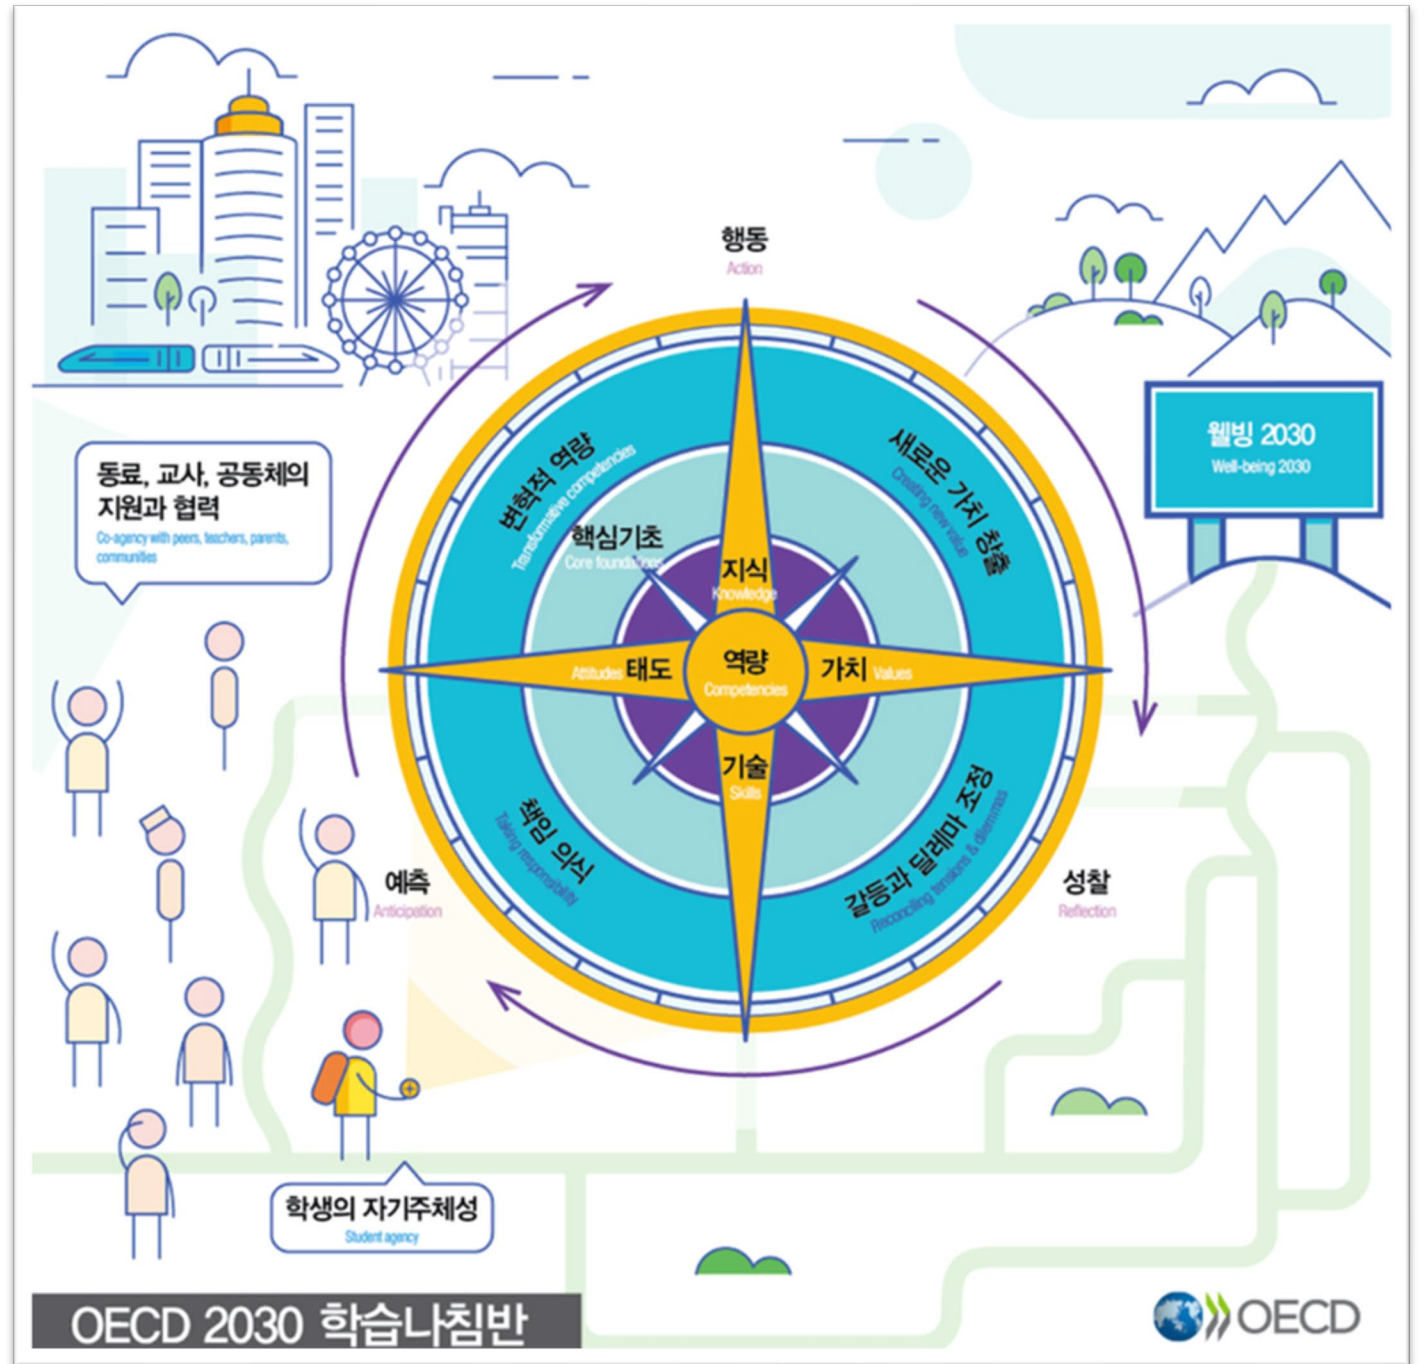 행동
Action
동료, 교사, 공동체의
지원과 협력
Co-agency with peers, teachers, parents,
communities
웰빙 2030
Well-being 2030
변혁적 역량
Transformative competencies
새로운 가치 창출
Creating new value
핵심기초
Core foundations
지식
Knowledge
Attitudes 태도
역량
Competencies
가치 Values
기술
Skills
책임 의식
Taking responsibility
갈등과 딜레마 조정
Reconciling tensions & dilemmas
예측
Anticipation
성찰
Reflection
학생의 자기주체성
Student agency
OECD 2030 학습나침반
OECD